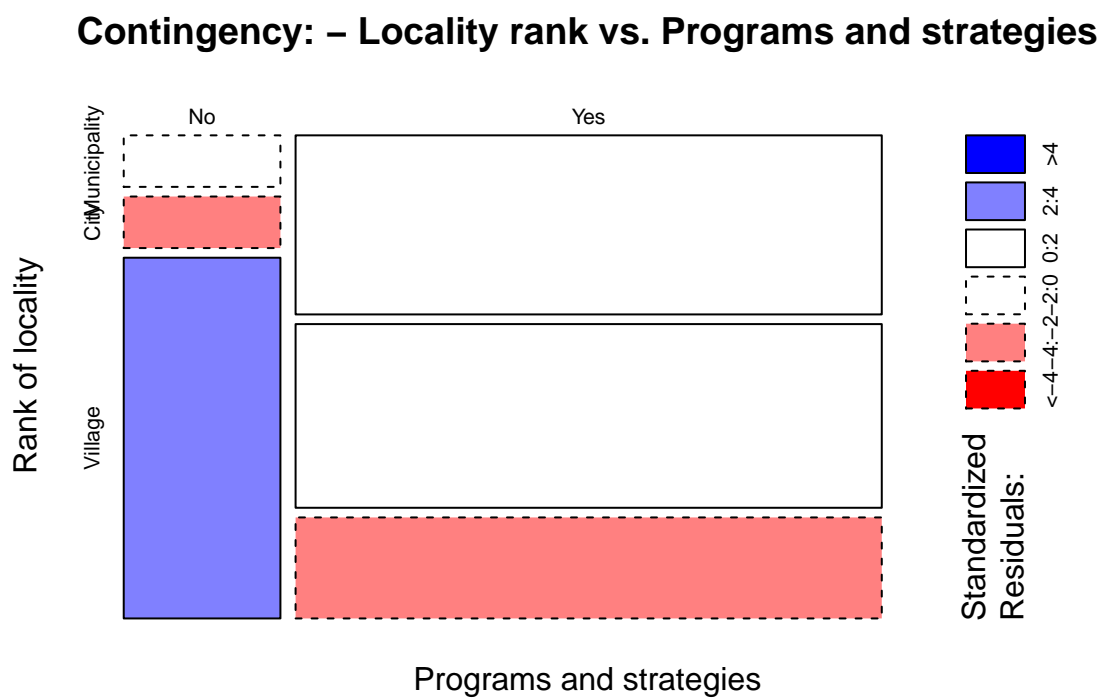 Contingency: – Locality rank vs. Programs and strategies
No
Yes
Municipality
City
Village
Rank of locality
Programs and strategies
>4
2:4
0:2
–2:0
–4:–2
<–4
Standardized
Residuals: